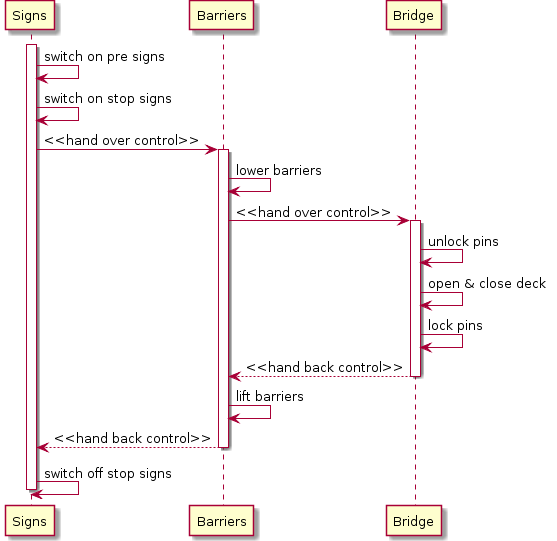 Signs
Barriers
Bridge
switch on pre signs
switch on stop signs
<<hand over control>>
lower barriers
<<hand over control>>
unlock pins
open & close deck
lock pins
<<hand back control>>
lift barriers
<<hand back control>>
switch off stop signs
Signs
Barriers
Bridge